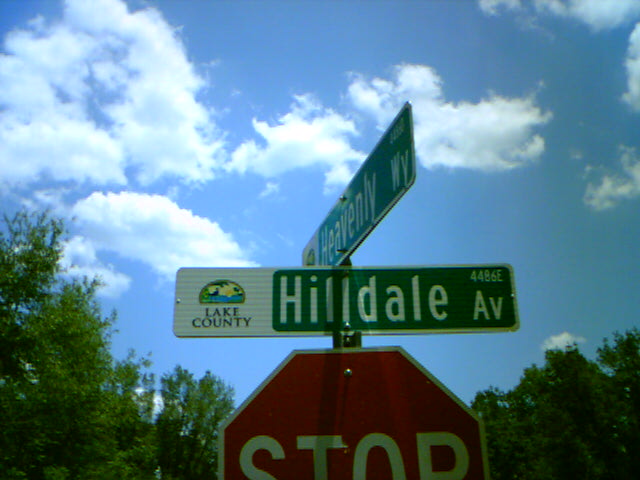 Heavenly Wy
LAKE
COUNTY
Hilldale Av
4486E
STOP